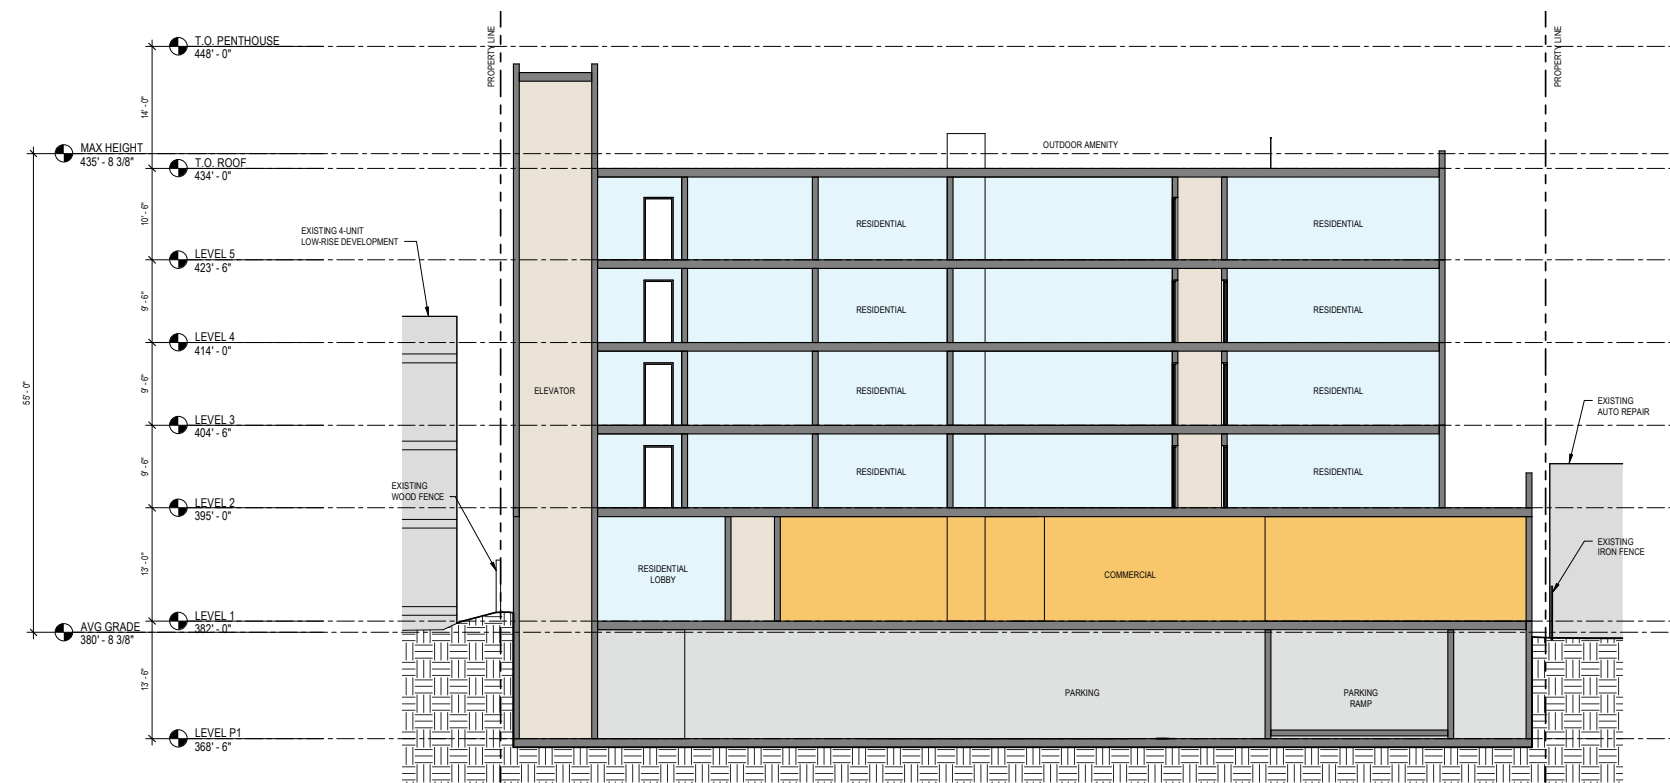 T.O. PENTHOUSE
448' - 0"
PROPERTY LINE
PROPERTY LINE
14' - 0"
MAX HEIGHT
435' - 8 3/8"
T.O. ROOF
434' - 0"
OUTDOOR AMENITY
10' - 6"
EXISTING 4-UNIT
LOW-RISE DEVELOPMENT
RESIDENTIAL
RESIDENTIAL
LEVEL 5
423' - 6"
9' - 6"
RESIDENTIAL
RESIDENTIAL
LEVEL 4
414' - 0"
55' - 0"
9' - 6"
ELEVATOR
RESIDENTIAL
RESIDENTIAL
EXISTING
AUTO REPAIR
LEVEL 3
404' - 6"
9' - 6"
RESIDENTIAL
RESIDENTIAL
EXISTING
WOOD FENCE
LEVEL 2
395' - 0"
EXISTING
IRON FENCE
13' - 0"
RESIDENTIAL
LOBBY
COMMERCIAL
LEVEL 1
382' - 0"
AVG GRADE
380' - 8 3/8"
13' - 6"
PARKING
PARKING
RAMP
LEVEL P1
368' - 6"